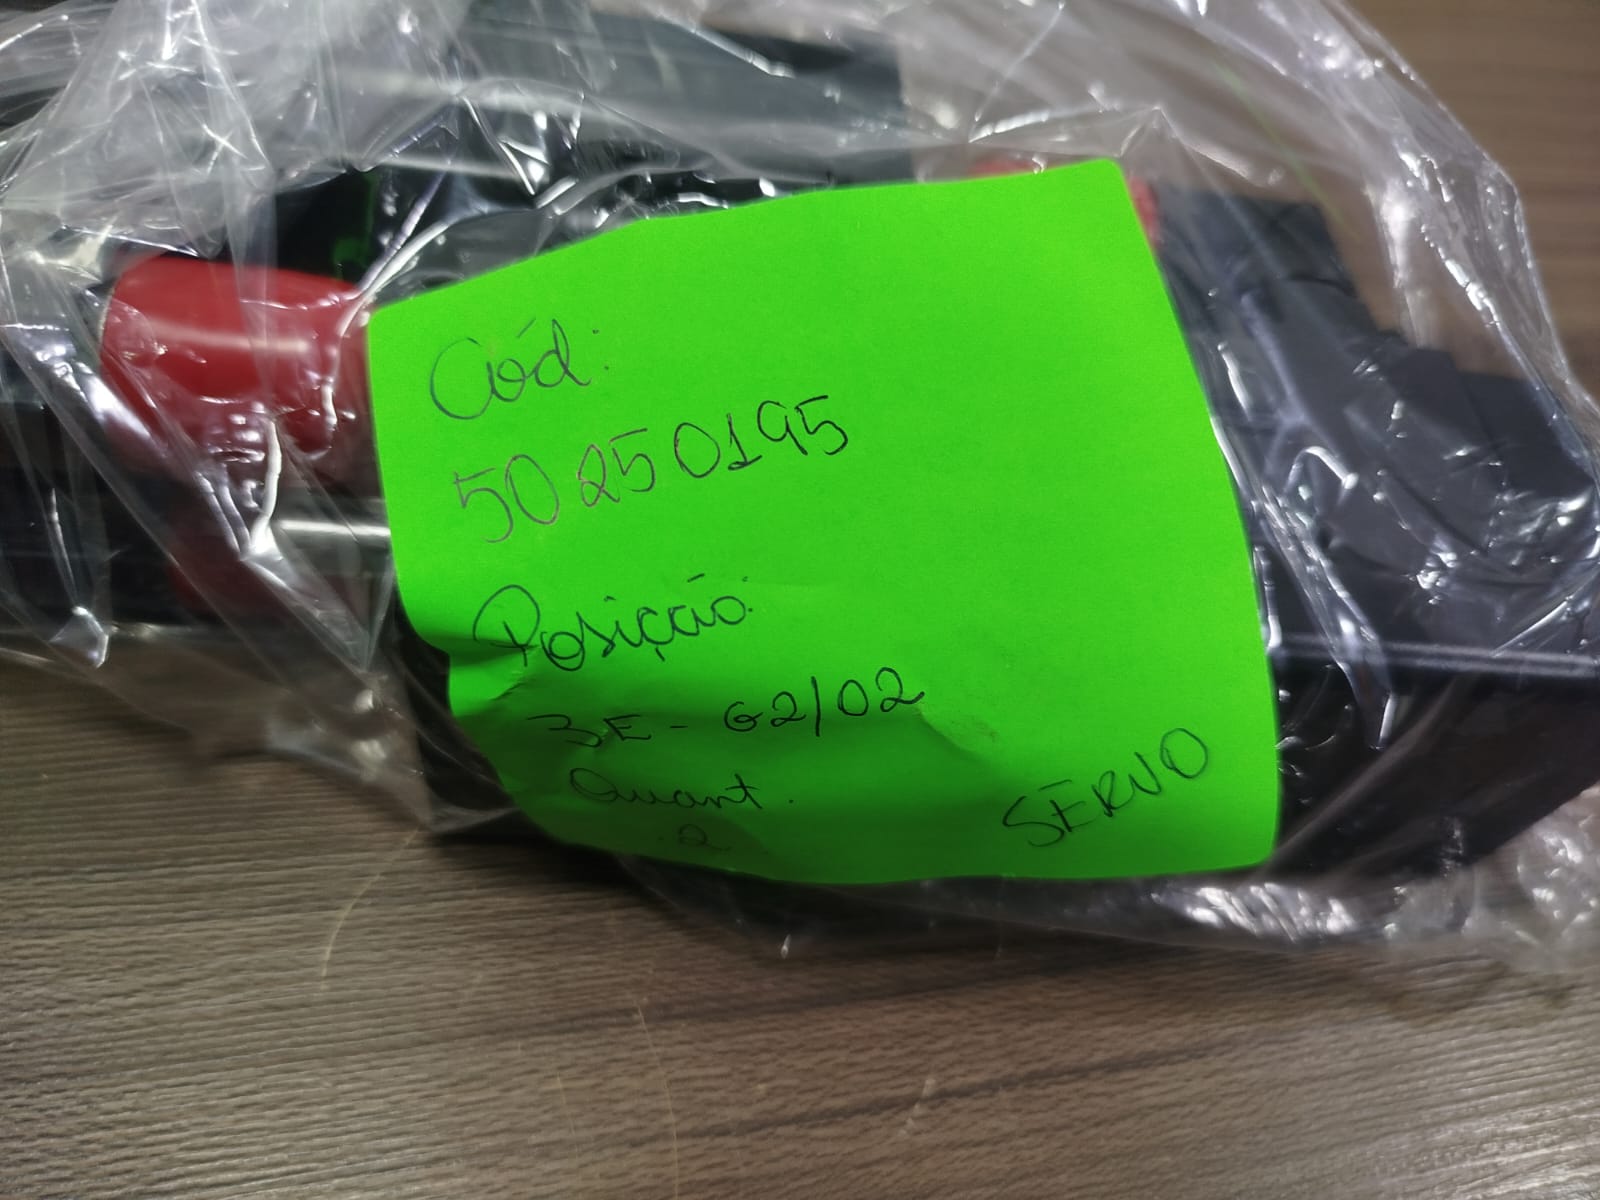 Cód:
50250195
Posição:
3E - G2/02
Quant.
2
SERVO